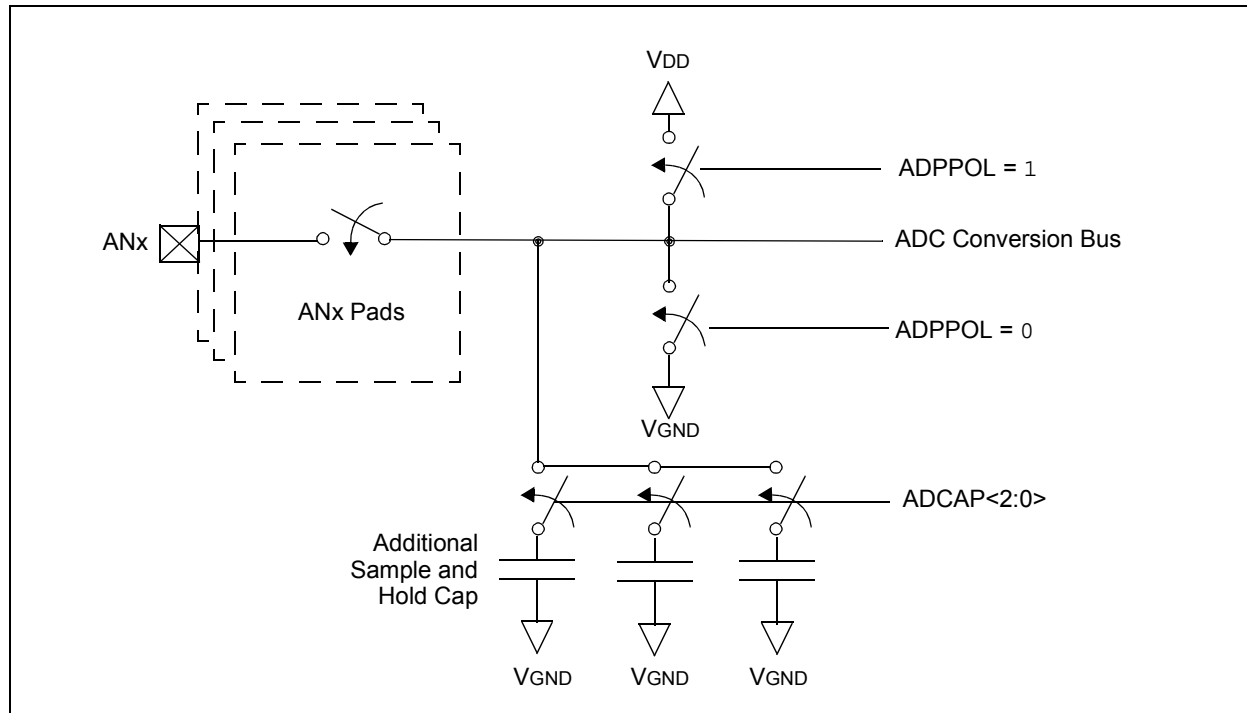 VDD
ADPPOL = 1
ANx
ADC Conversion Bus
ANx Pads
ADPPOL = 0
VGND
ADCAP<2:0>
Additional
Sample and
Hold Cap
VGND
VGND
VGND